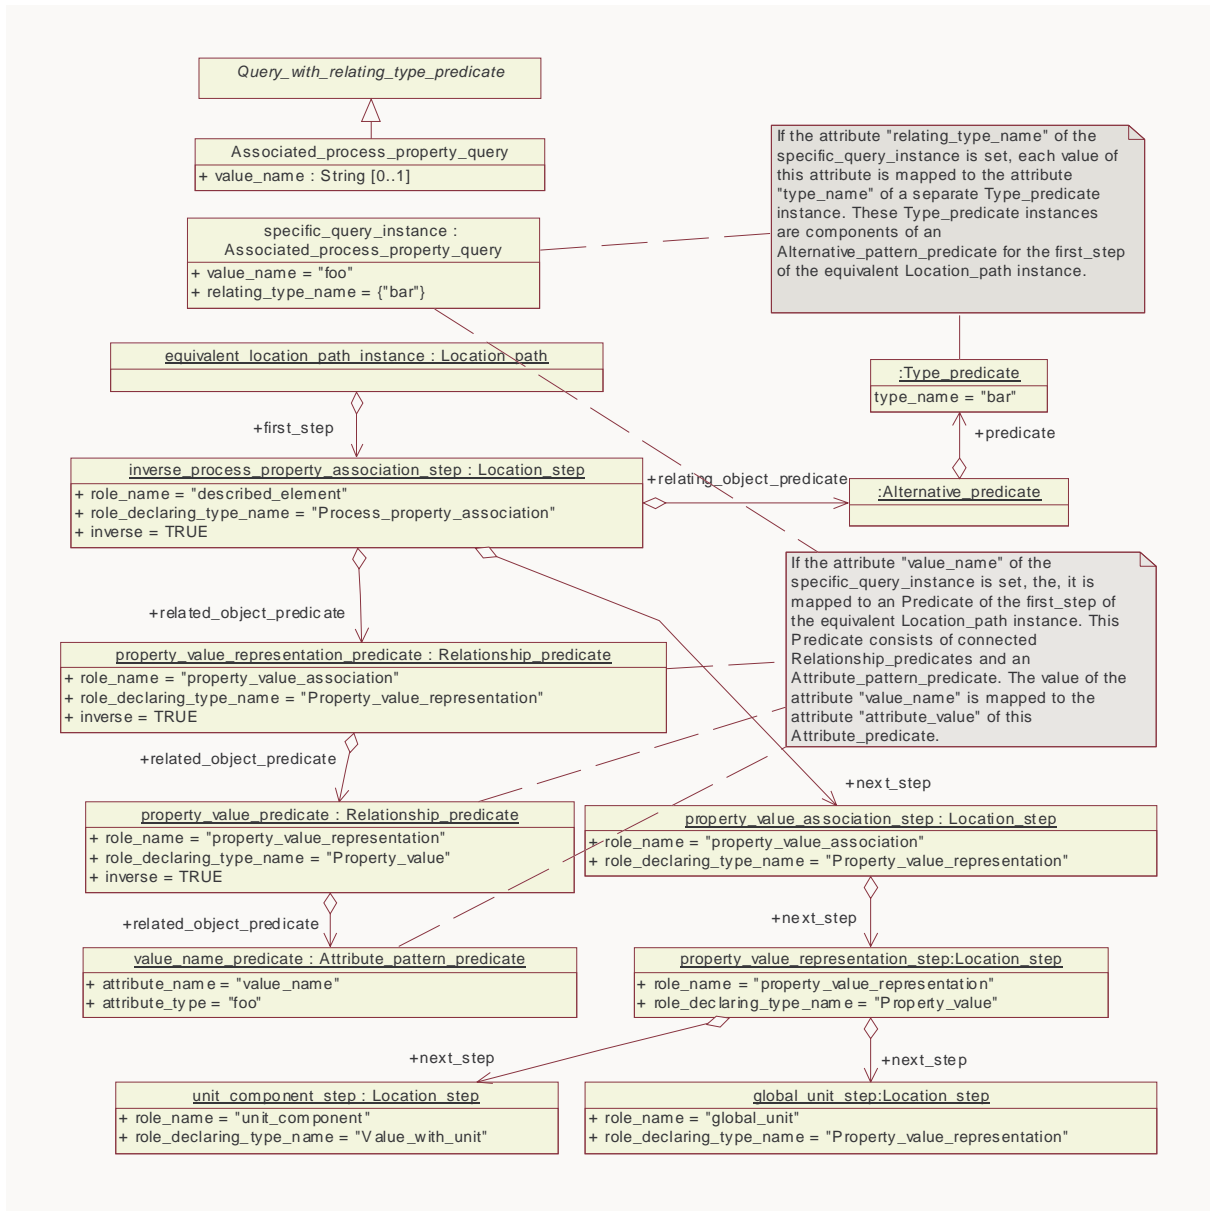 Query_with_relating_type_predicate
Associated_process_property_query
+ value_name : String [0..1]
specific_query_instance :
Associated_process_property_query
+ value_name = "foo"
+ relating_type_name = {"bar"}
If the attribute "relating_type_name" of the
specific_query_instance is set, each value of
this attribute is mapped to the attribute
"type_name" of a separate Type_predicate
instance. These Type_predicate instances
are components of an
Alternative_pattern_predicate for the first_step
of the equivalent Location_path instance.
equivalent_location_path_instance : Location_path
+first_step
:Type_predicate
type_name = "bar"
+predicate
inverse_process_property_association_step : Location_step
+ role_name = "described_element"
+ role_declaring_type_name = "Process_property_association"
+ inverse = TRUE
+relating_object_predicate
:Alternative_predicate
If the attribute "value_name" of the
specific_query_instance is set, the, it is
mapped to an Predicate of the first_step of
the equivalent Location_path instance. This
Predicate consists of connected
Relationship_predicates and an
Attribute_pattern_predicate. The value of the
attribute "value_name" is mapped to the
attribute "attribute_value" of this
Attribute_predicate.
+related_object_predicate
property_value_representation_predicate : Relationship_predicate
+ role_name = "property_value_association"
+ role_declaring_type_name = "Property_value_representation"
+ inverse = TRUE
+related_object_predicate
+next_step
property_value_predicate : Relationship_predicate
+ role_name = "property_value_representation"
+ role_declaring_type_name = "Property_value"
+ inverse = TRUE
property_value_association_step : Location_step
+ role_name = "property_value_association"
+ role_declaring_type_name = "Property_value_representation"
+related_object_predicate
+next_step
value_name_predicate : Attribute_pattern_predicate
+ attribute_name = "value_name"
+ attribute_type = "foo"
property_value_representation_step:Location_step
+ role_name = "property_value_representation"
+ role_declaring_type_name = "Property_value"
+next_step
+next_step
unit_component_step : Location_step
+ role_name = "unit_component"
+ role_declaring_type_name = "Value_with_unit"
global_unit_step:Location_step
+ role_name = "global_unit"
+ role_declaring_type_name = "Property_value_representation"